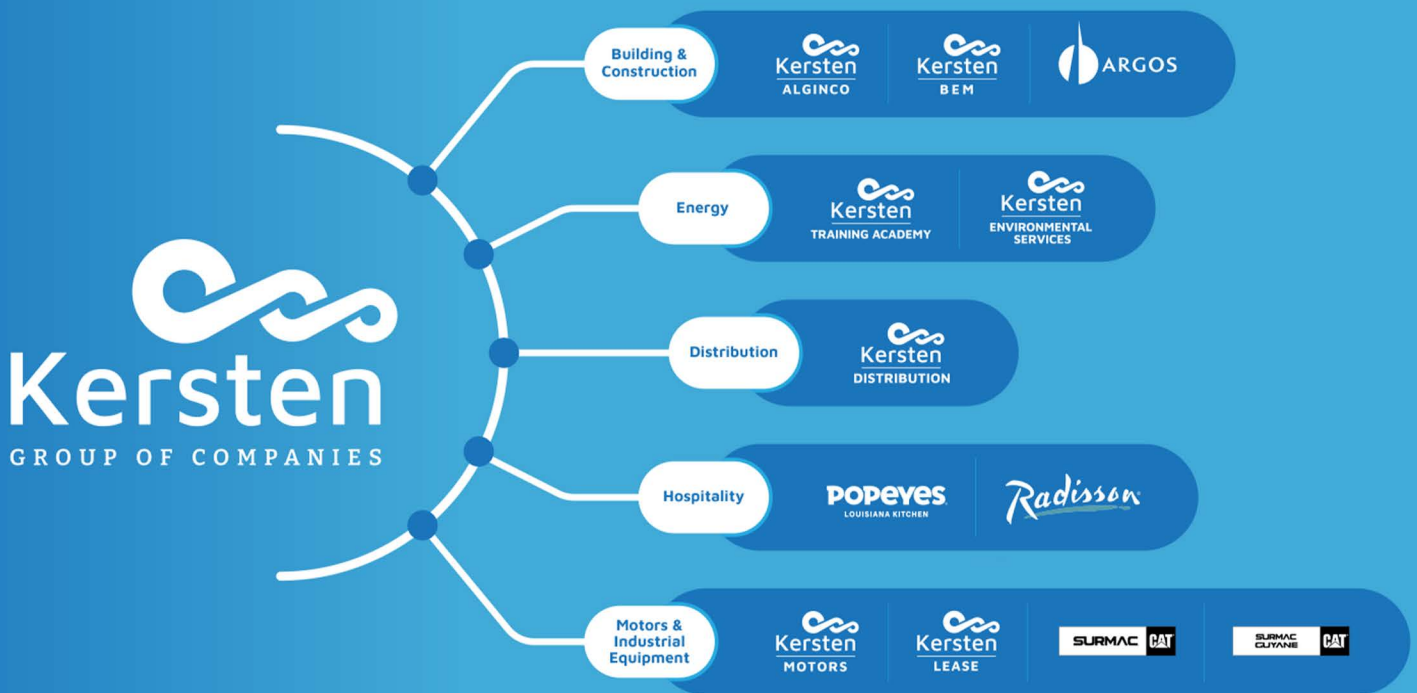 Kersten
GROUP OF COMPANIES
Building &
Construction
Kersten
ALGINCO
Kersten
BEM
ARGOS
Energy
Kersten
TRAINING ACADEMY
Kersten
ENVIRONMENTAL
SERVICES
Distribution
Kersten
DISTRIBUTION
Hospitality
POPEYES
LOUISIANA KITCHEN
Radisson
Motors &
Industrial
Equipment
Kersten
MOTORS
Kersten
LEASE
SURMAC CAT
SURMAC
GUYANE
CAT